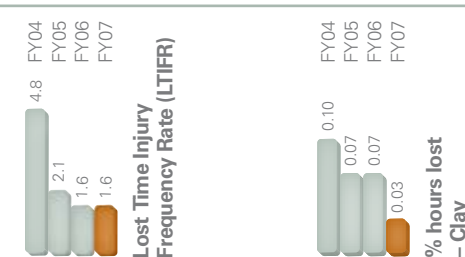 FY04
FY05
FY06
FY07
4.8
2.1
1.6
1.6
Lost Time Injury
Frequency Rate (LTIFR)
FY04
FY05
FY06
FY07
0.10
0.07
0.07
0.03
% hours lost
– Clay